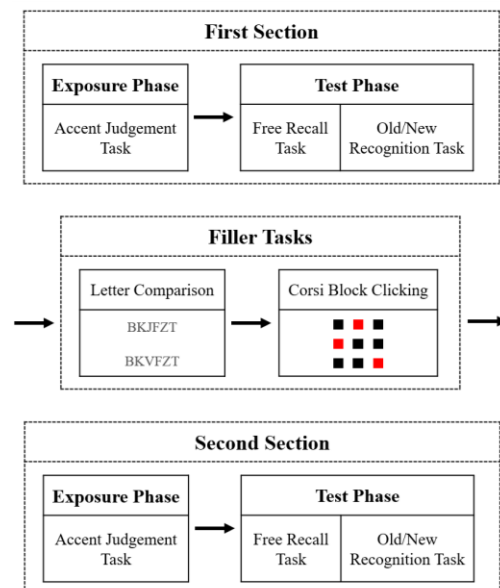 First Section
Exposure Phase
Accent Judgement
Task
Test Phase
Free Recall
Task
Old/New
Recognition Task
Filler Tasks
Letter Comparison
BKJFZT
BKVFZT
Corsi Block Clicking
Second Section
Exposure Phase
Accent Judgement
Task
Test Phase
Free Recall
Task
Old/New
Recognition Task